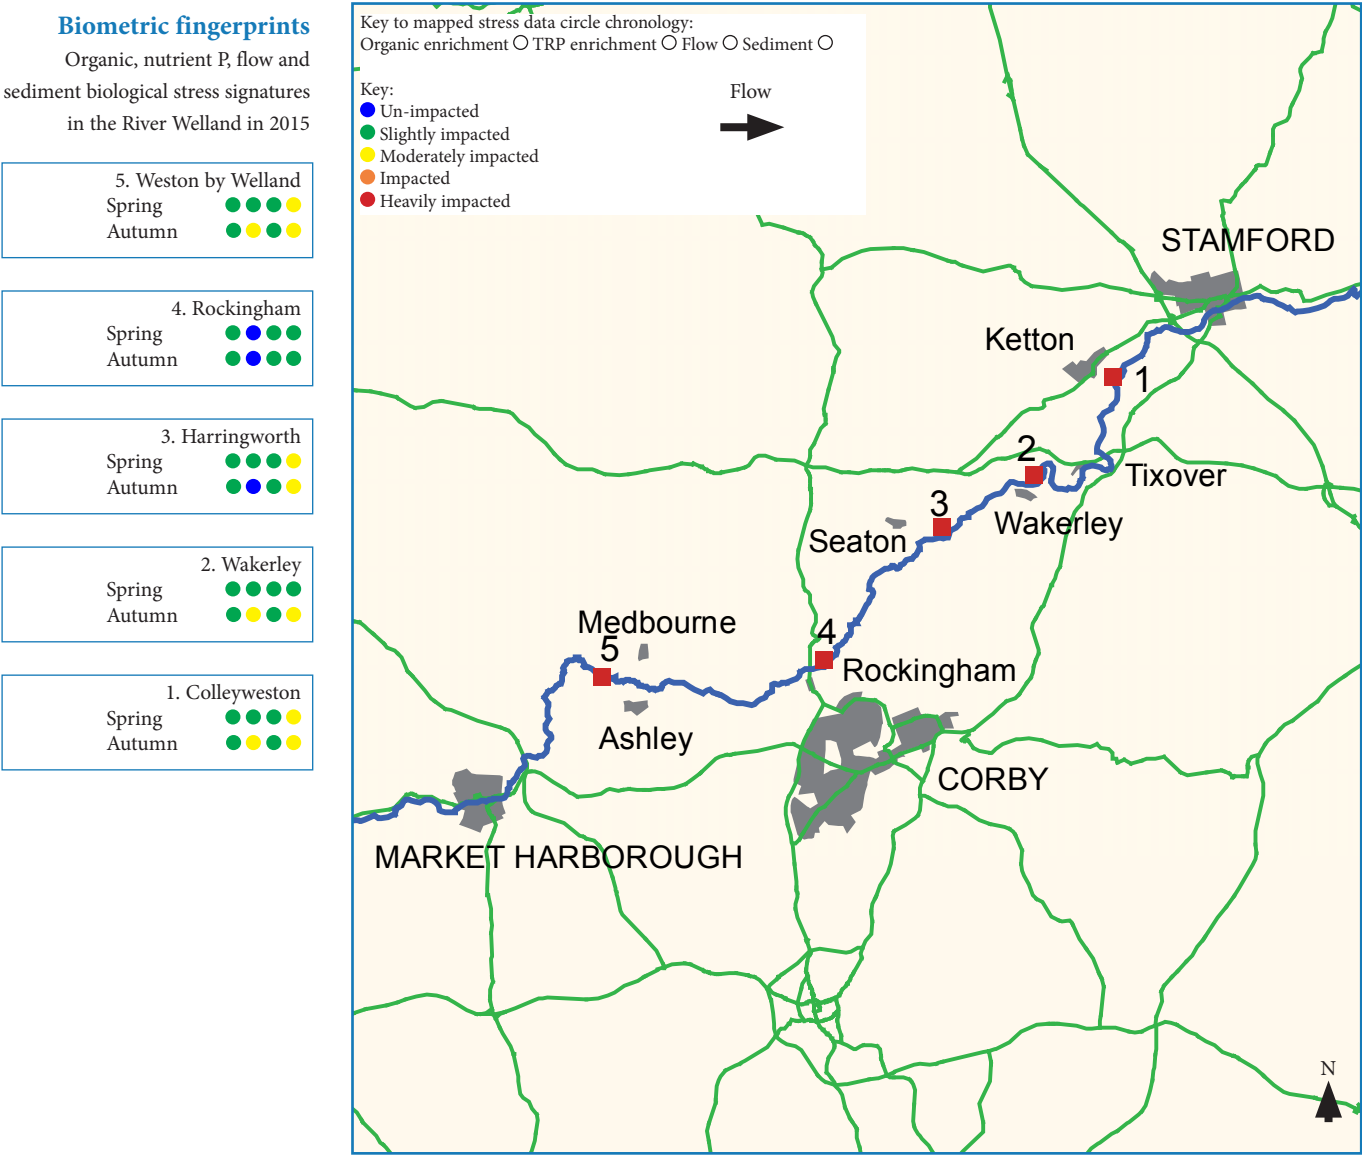 Biometric fingerprints
Organic, nutrient P, flow and
sediment biological stress signatures
in the River Welland in 2015
5. Weston by Welland
Spring
Autumn
4. Rockingham
Spring
Autumn
3. Harringworth
Spring
Autumn
2. Wakerley
Spring
Autumn
1. Colleyweston
Spring
Autumn
Key to mapped stress data circle chronology:
Organic enrichment TRP enrichment Flow Sediment
Key:
Un-impacted
Slightly impacted
Moderately impacted
Impacted
Heavily impacted
Flow
STAMFORD
Ketton
1
2
Tixover
3
Wakerley
Seaton
Medbourne
5
4
Rockingham
Ashley
CORBY
MARKET HARBOROUGH
N